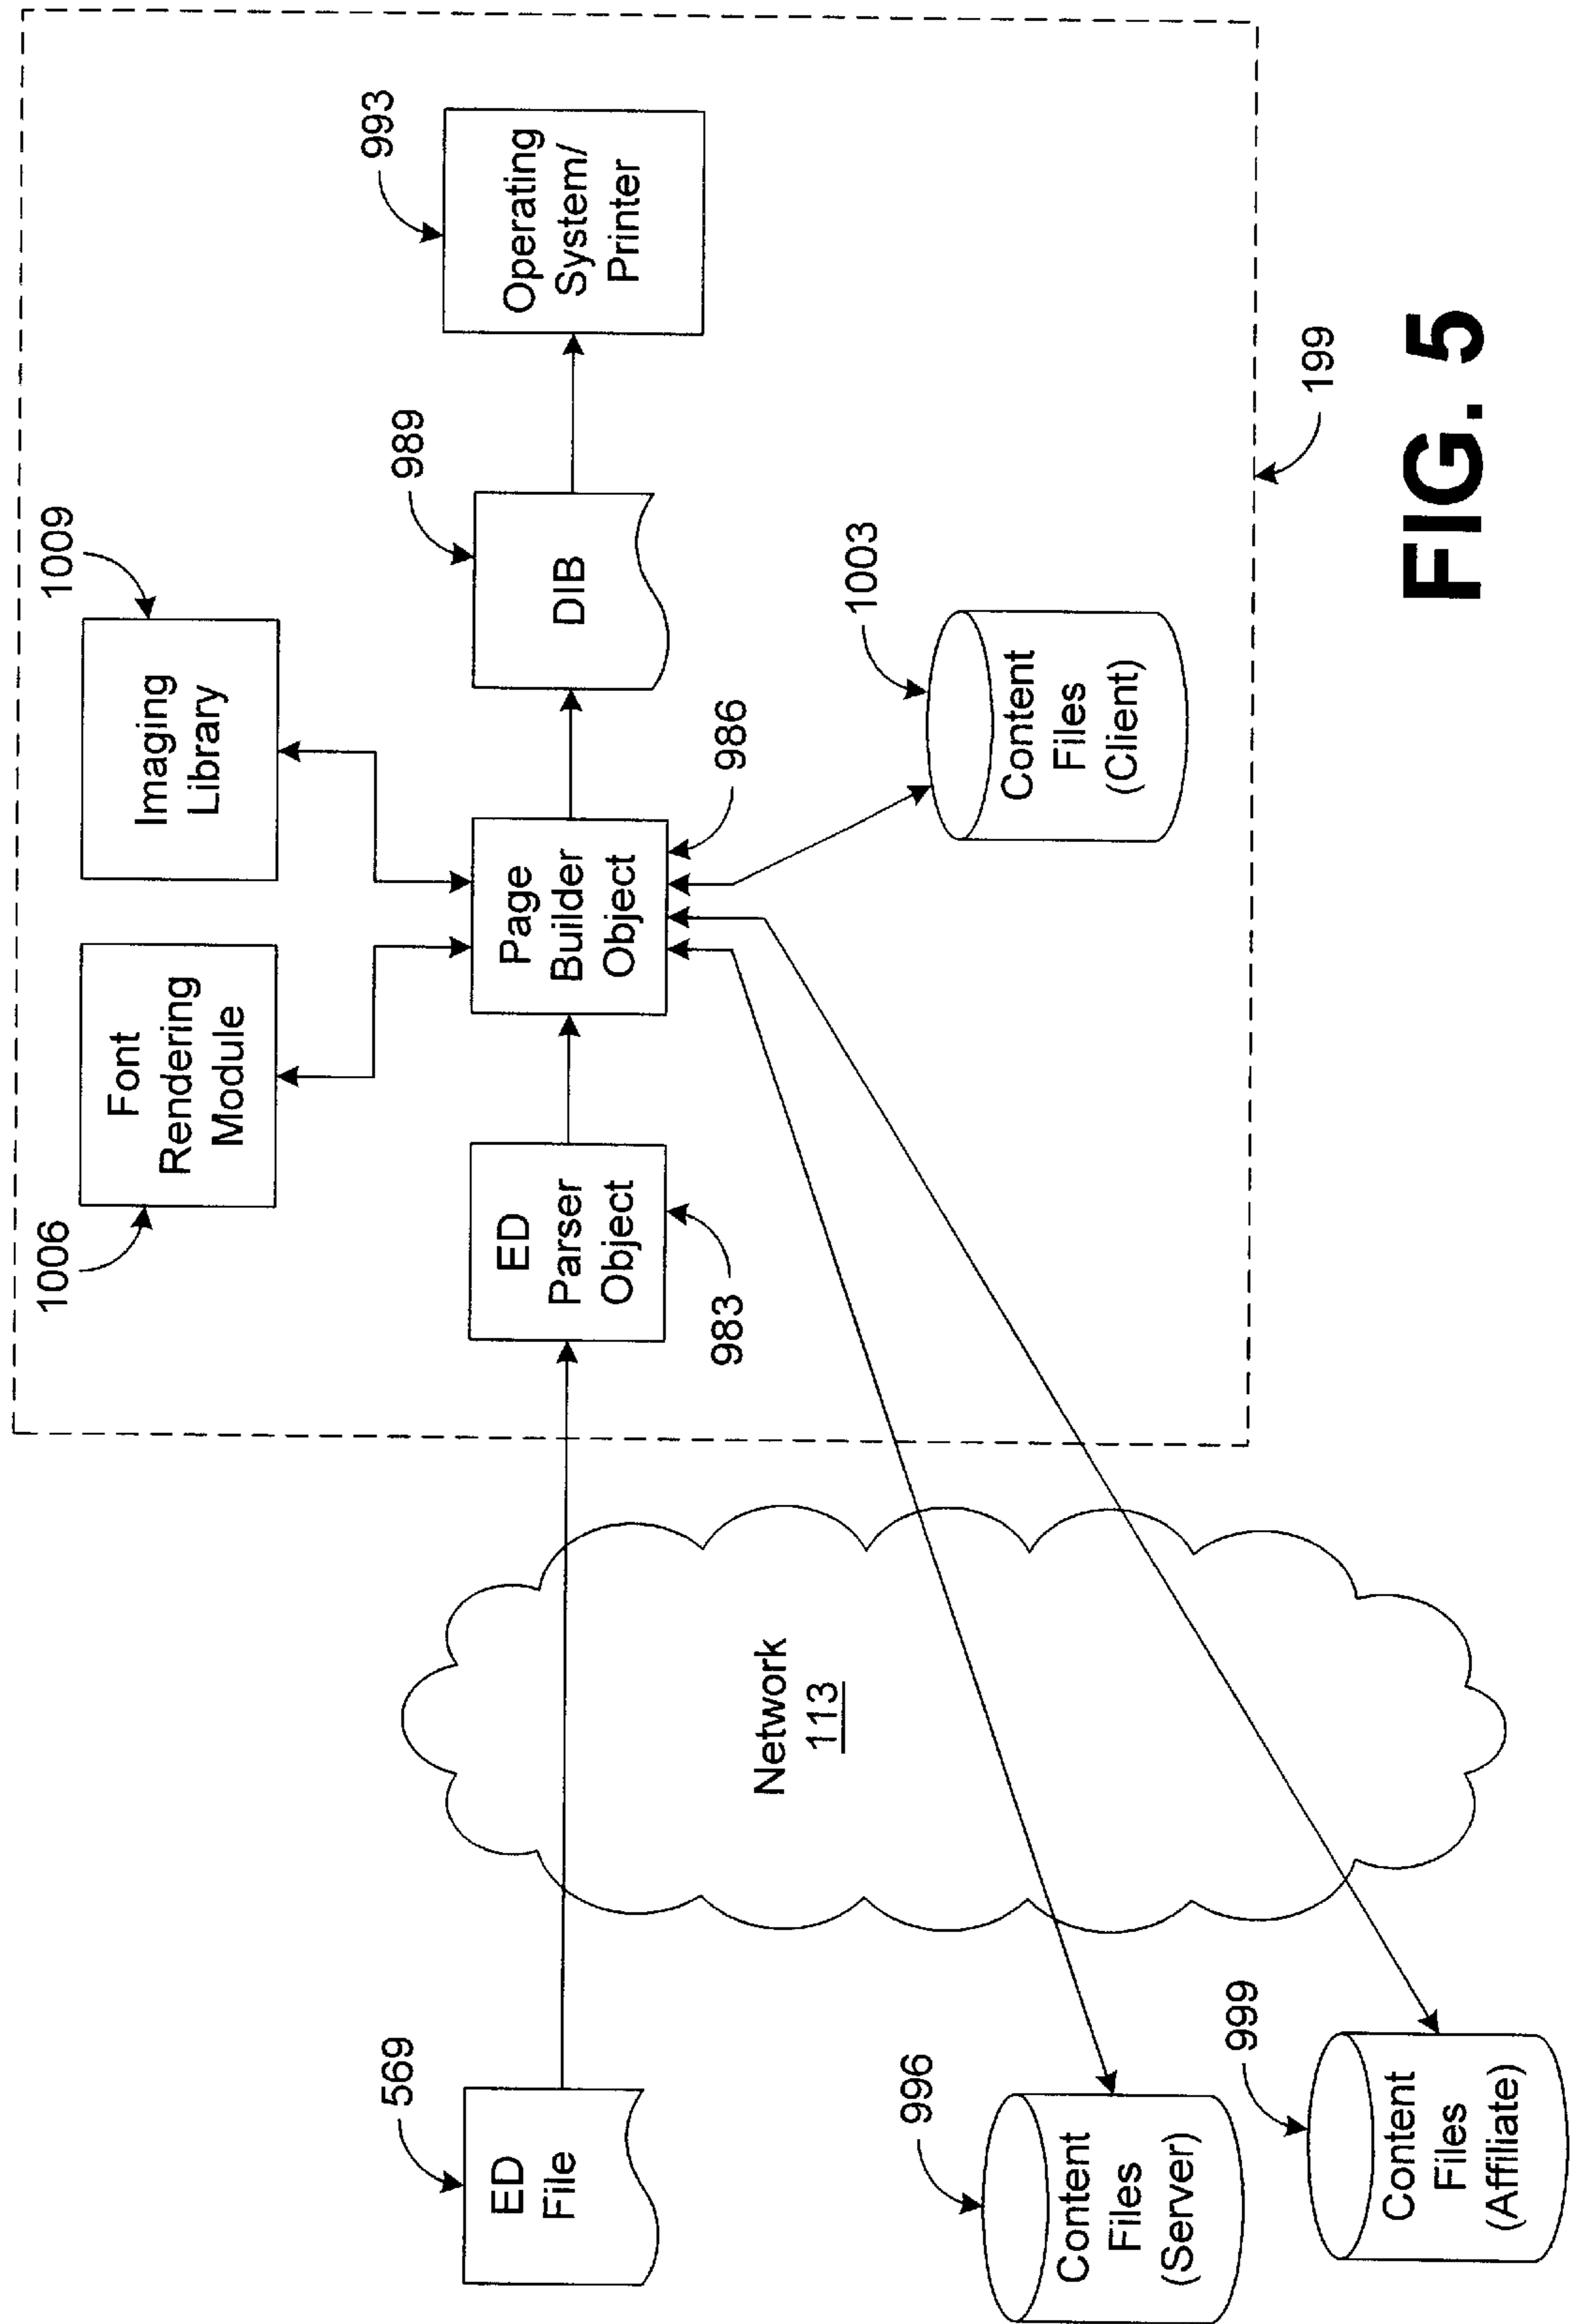 1006
Font
Rendering
Module
1009
Imaging
Library
569
ED
File
ED
Parser
Object
983
Page
Builder
Object
986
989
DIB
993
Operating
System/
Printer
Network
113
996
Content
Files
(Server)
999
Content
Files
(Affiliate)
1003
Content
Files
(Client)
199
FIG. 5